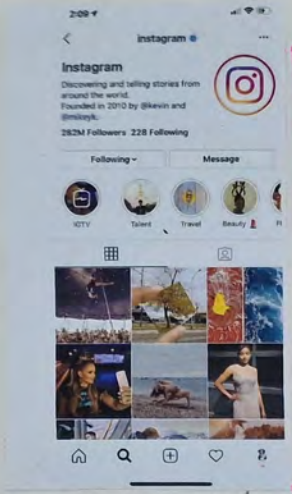 2:09
instagram
Instagram
Discovering and telling stories from
around the world.
Founded in 2010 by @kevin and
@mikeyk.
282M Followers 228 Following
Following
Message
IGTV
Talent
Travel
Beauty